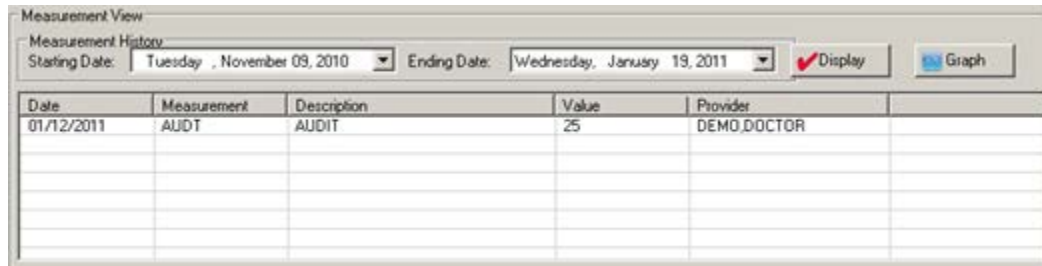 Measurement View
Measurement History
Starting Date: Tuesday , November 09, 2010 Ending Date: Wednesday, January 19, 2011 Display Graph
Date Measurement Description Value Provider
01/12/2011 AUDT AUDIT 25 DEMO,DOCTOR